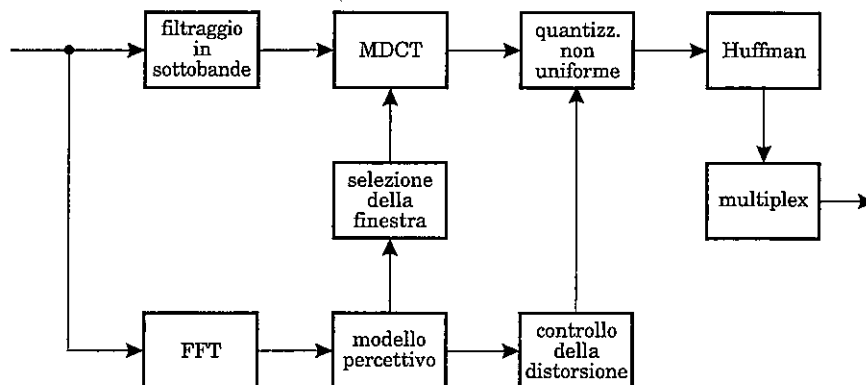 filtraggio
in
sottobande
MDCT
quantizz.
non
uniforme
Huffman
selezione
della
finestra
multiplex
FFT
modello
percettivo
controllo
della
distorsione